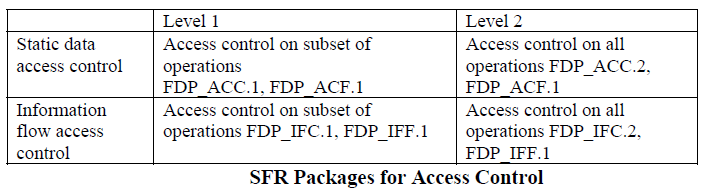 Level 1
Level 2
Static data
access control
Access control on subset of
operations
FDP_ACC.1, FDP_ACF.1
Access control on all
operations FDP_ACC.2,
FDP_ACF.1
Information
flow access
control
Access control on subset of
operations FDP_IFC.1, FDP_IFF.1
Access control on all
operations FDP_IFC.2,
FDP_IFF.1
SFR Packages for Access Control